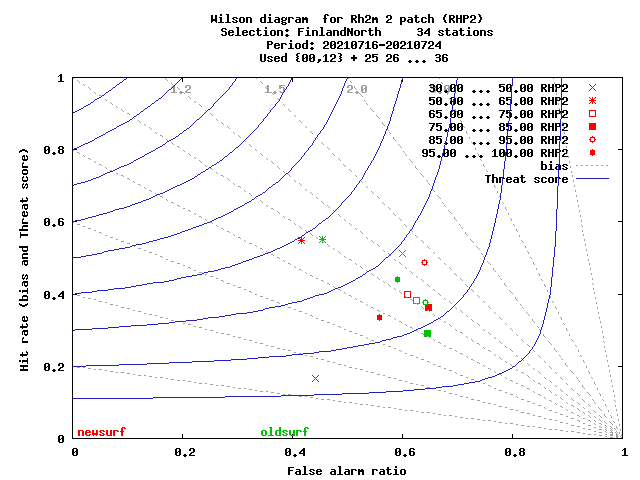 Wilson diagram  for Rh2m 2 patch (RHP2)
Selection: FinlandNorth     34 stations
Period: 20210716-20210724
Used {00,12} + 25 26 ... 36
1.2 1.5 2.0 3.0
30.00 ... 50.00 RHP2
50.00 ... 65.00 RHP2
65.00 ... 75.00 RHP2
75.00 ... 85.00 RHP2
85.00 ... 95.00 RHP2
95.00 ... 100.00 RHP2
bias
Threat score
Hit rate (bias and Threat score)
1
0.8
0.6
0.4
0.2
0
newsurf oldsurf
0 0.2 0.4 0.6 0.8 1
False alarm ratio